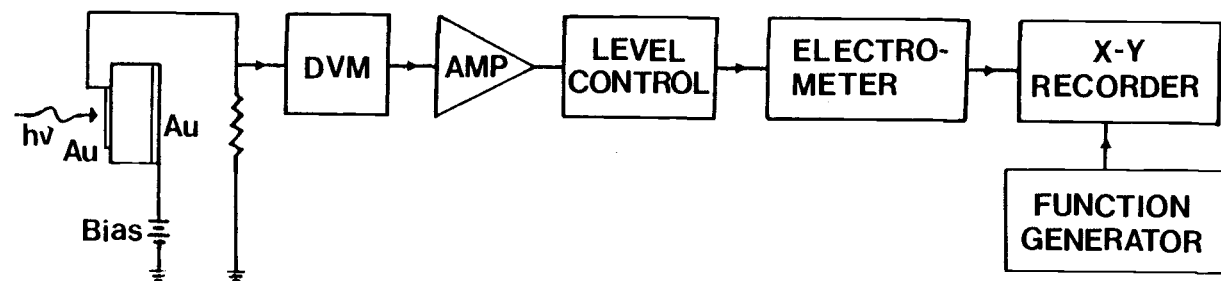 hν
Au
Au
Bias
DVM
AMP
LEVEL
CONTROL
ELECTRO-
METER
X-Y
RECORDER
FUNCTION
GENERATOR